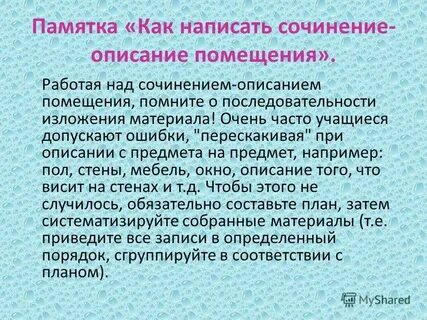 Памятка «Как написать сочинение-
описание помещения».
Работая над сочинением-описанием
помещения, помните о последовательности
изложения материала! Очень часто учащиеся
допускают ошибки, "перескакивая" при
описании с предмета на предмет, например:
пол, стены, мебель, окно, описание того, что
висит на стенах и т.д. Чтобы этого не
случилось, обязательно составьте план, затем
систематизируйте собранные материалы (т.е.
приведите все записи в определенный
порядок, сгруппируйте в соответствии с
планом).
MyShared